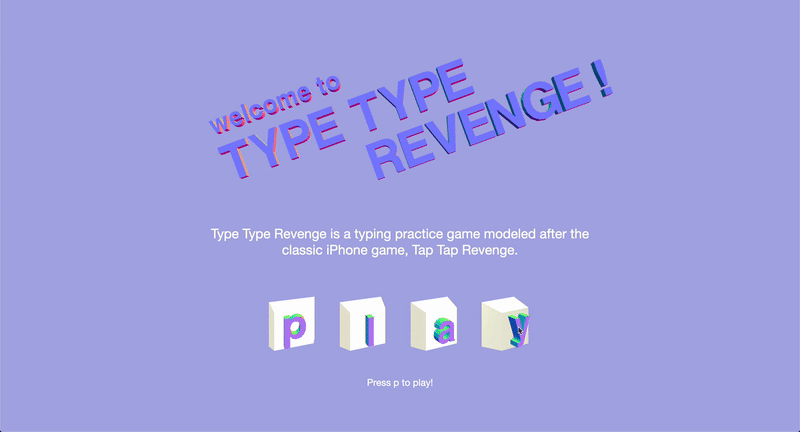 welcome to
TYPE TYPE
REVENGE!
Type Type Revenge is a typing practice game modeled after the
classic iPhone game, Tap Tap Revenge.
p l a y
Press p to play!